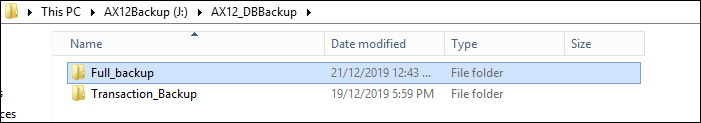 This PC AX12Backup (J:) AX12_DBBackup
Name Date modified Type Size
Full_backup 21/12/2019 12:43 ... File folder
Transaction_Backup 19/12/2019 5:59 PM File folder
ces